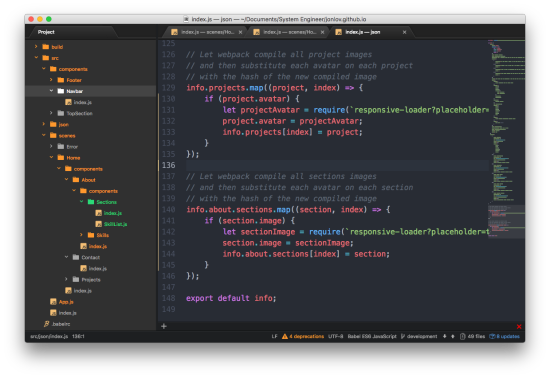 index.js — json — ~/Documents/System Engineer/joniov.github.io
Project
index.js — scenes/Ho...
index.js — scenes/Ho...
index.js — json
build
src
components
Footer
Navbar
index.js
TopSection
json
scenes
Error
Home
components
About
components
Sections
index.js
SkillList.js
Skills
index.js
Contact
index.js
Projects
index.js
App.js
index.js
.babelrc
125
126 // Let webpack compile all project images
127 // and then substitute each avatar on each project
128 // with the hash of the new compiled image
129 info.projects.map((project, index) => {
130 if (project.avatar) {
131 let projectAvatar = require(`responsive-loader?placeholder=
132 project.avatar = projectAvatar;
133 info.projects[index] = project;
134 }
135 });
136
137 // Let webpack compile all sections images
138 // and then substitute each avatar on each section
139 // with the hash of the new compiled image
140 info.about.sections.map((section, index) => {
141 if (section.image) {
142 let sectionImage = require(`responsive-loader?placeholder=t
143 section.image = sectionImage;
144 info.about.sections[index] = section;
145 }
146 });
147
148 export default info;
149
src/json/index.js 136:1 LF 4 deprecations UTF-8 Babel ES6 JavaScript development 49 files 8 updates